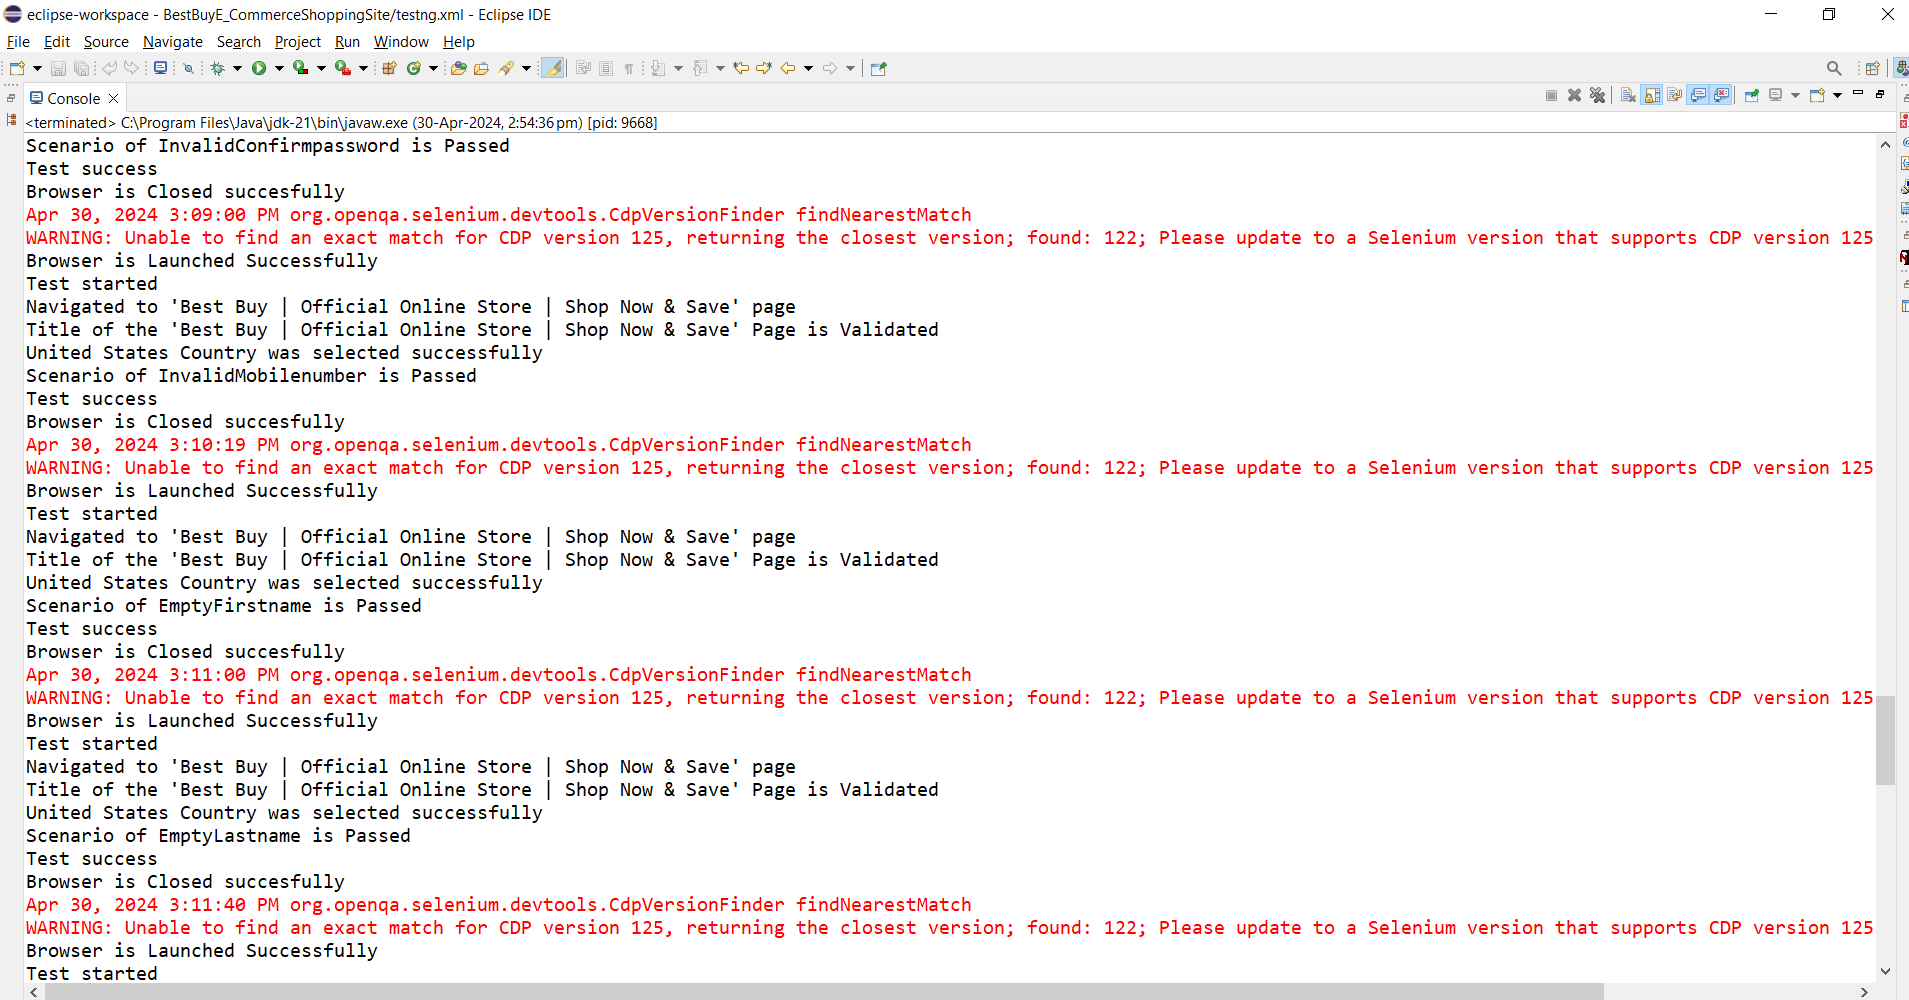 eclipse-workspace - BestBuyE_CommerceShoppingSite/testng.xml - Eclipse IDE
File Edit Source Navigate Search Project Run Window Help
Console
<terminated> C:\Program Files\Java\jdk-21\bin\javaw.exe (30-Apr-2024, 2:54:36 pm) [pid: 9668]
Scenario of InvalidConfirmpassword is Passed
Test success
Browser is Closed succesfully
Apr 30, 2024 3:09:00 PM org.openqa.selenium.devtools.CdpVersionFinder findNearestMatch
WARNING: Unable to find an exact match for CDP version 125, returning the closest version; found: 122; Please update to a Selenium version that supports CDP version 125
Browser is Launched Successfully
Test started
Navigated to 'Best Buy | Official Online Store | Shop Now & Save' page
Title of the 'Best Buy | Official Online Store | Shop Now & Save' Page is Validated
United States Country was selected successfully
Scenario of InvalidMobilenumber is Passed
Test success
Browser is Closed succesfully
Apr 30, 2024 3:10:19 PM org.openqa.selenium.devtools.CdpVersionFinder findNearestMatch
WARNING: Unable to find an exact match for CDP version 125, returning the closest version; found: 122; Please update to a Selenium version that supports CDP version 125
Browser is Launched Successfully
Test started
Navigated to 'Best Buy | Official Online Store | Shop Now & Save' page
Title of the 'Best Buy | Official Online Store | Shop Now & Save' Page is Validated
United States Country was selected successfully
Scenario of EmptyFirstname is Passed
Test success
Browser is Closed succesfully
Apr 30, 2024 3:11:00 PM org.openqa.selenium.devtools.CdpVersionFinder findNearestMatch
WARNING: Unable to find an exact match for CDP version 125, returning the closest version; found: 122; Please update to a Selenium version that supports CDP version 125
Browser is Launched Successfully
Test started
Navigated to 'Best Buy | Official Online Store | Shop Now & Save' page
Title of the 'Best Buy | Official Online Store | Shop Now & Save' Page is Validated
United States Country was selected successfully
Scenario of EmptyLastname is Passed
Test success
Browser is Closed succesfully
Apr 30, 2024 3:11:40 PM org.openqa.selenium.devtools.CdpVersionFinder findNearestMatch
WARNING: Unable to find an exact match for CDP version 125, returning the closest version; found: 122; Please update to a Selenium version that supports CDP version 125
Browser is Launched Successfully
Test started